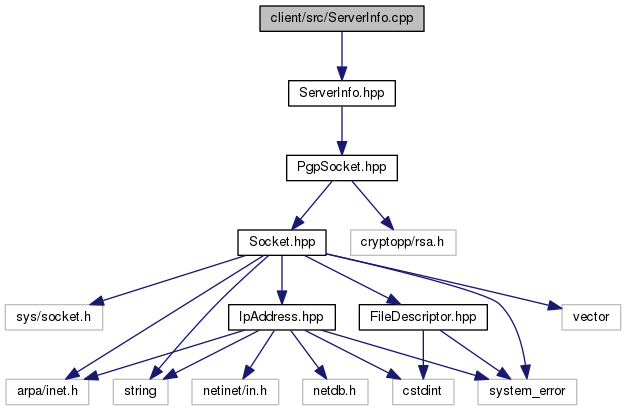 client/src/ServerInfo.cpp
ServerInfo.hpp
PgpSocket.hpp
Socket.hpp
cryptopp/rsa.h
sys/socket.h
IpAddress.hpp
FileDescriptor.hpp
vector
arpa/inet.h
string
netinet/in.h
netdb.h
cstdint
system_error